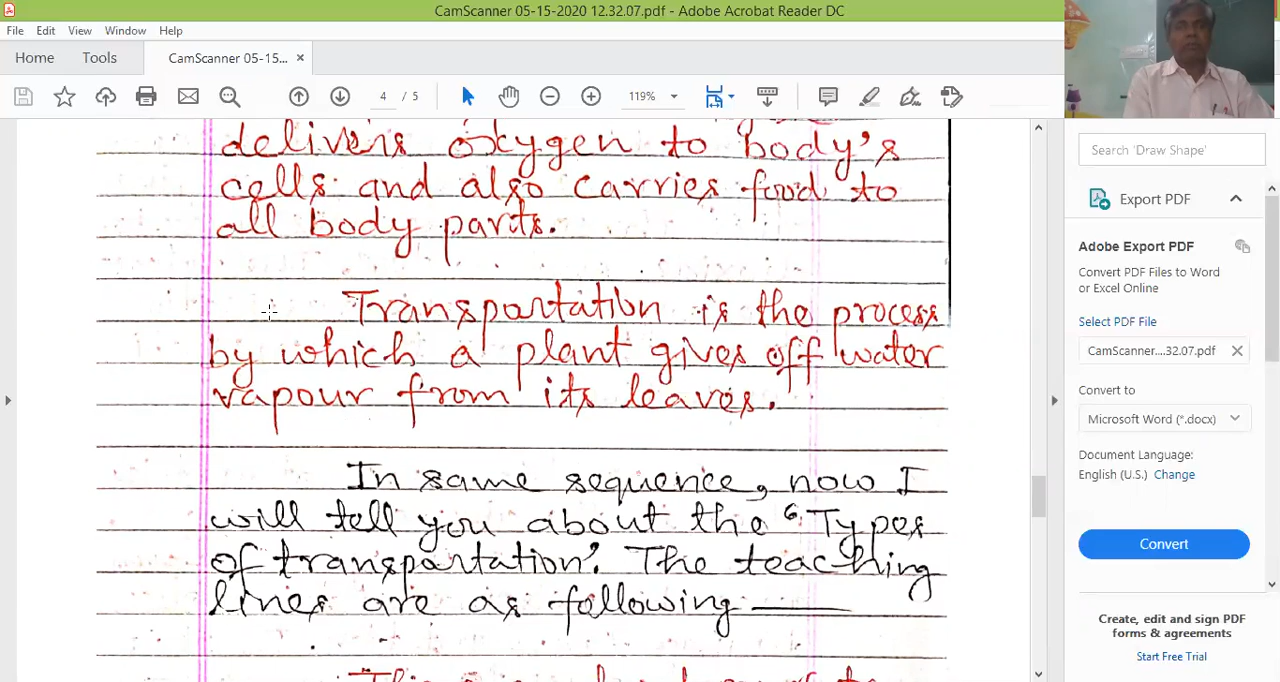 CamScanner 05-15-2020 12.32.07.pdf - Adobe Acrobat Reader DC
File Edit View Window Help
Home Tools CamScanner 05-15... ×
4 / 5 119%
Search 'Draw Shape'
Export PDF
Adobe Export PDF
Convert PDF Files to Word
or Excel Online
Select PDF File
CamScanner....32.07.pdf
Convert to
Microsoft Word (*.docx)
Document Language:
English (U.S.) Change
Convert
Create, edit and sign PDF
forms & agreements
Start Free Trial
delivers oxygen to body's
cells and also carries food to
all body parts.
Transportation is the process
by which a plant gives off water
vapour from its leaves.
In same sequence, now I
will tell you about the ‘Types
of transportation’. The teaching
lines are as following —